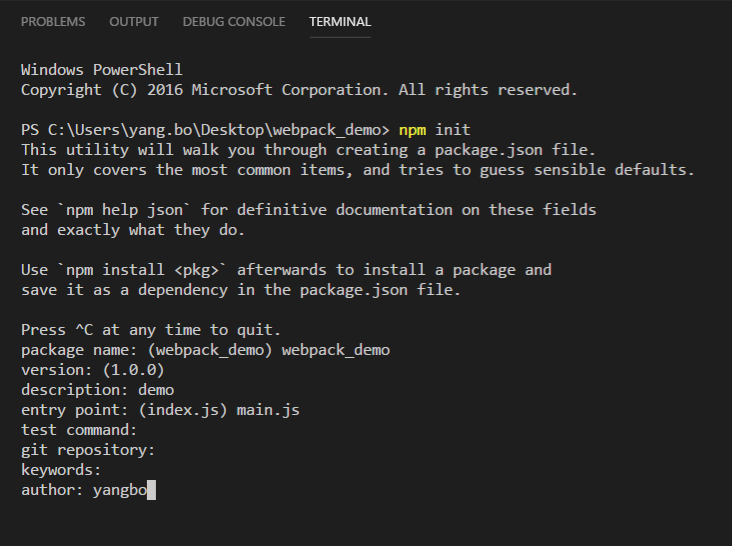 PROBLEMS OUTPUT DEBUG CONSOLE TERMINAL
Windows PowerShell
Copyright (C) 2016 Microsoft Corporation. All rights reserved.
PS C:\Users\yang.bo\Desktop\webpack_demo> npm init
This utility will walk you through creating a package.json file.
It only covers the most common items, and tries to guess sensible defaults.
See `npm help json` for definitive documentation on these fields
and exactly what they do.
Use `npm install <pkg>` afterwards to install a package and
save it as a dependency in the package.json file.
Press ^C at any time to quit.
package name: (webpack_demo) webpack_demo
version: (1.0.0)
description: demo
entry point: (index.js) main.js
test command:
git repository:
keywords:
author: yangbo